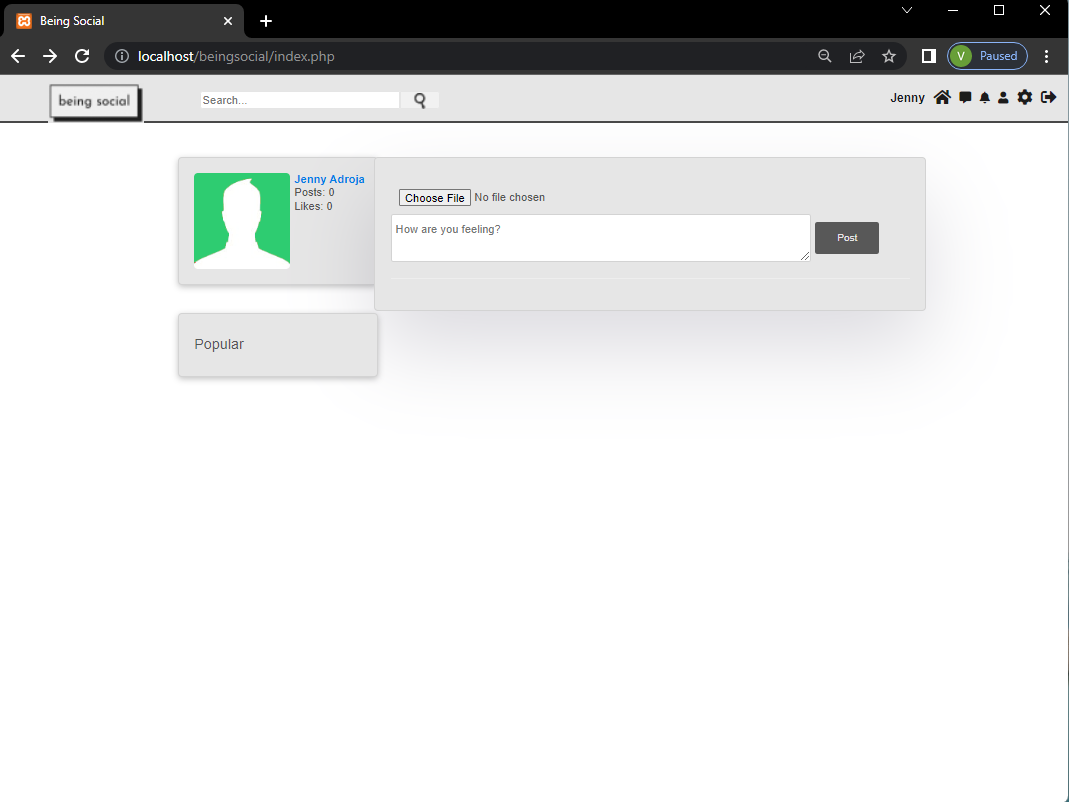 Being Social
localhost/beingsocial/index.php
V
Paused
being social
Search...
Jenny
Jenny Adroja
Posts: 0
Likes: 0
Choose File No file chosen
How are you feeling?
Post
Popular